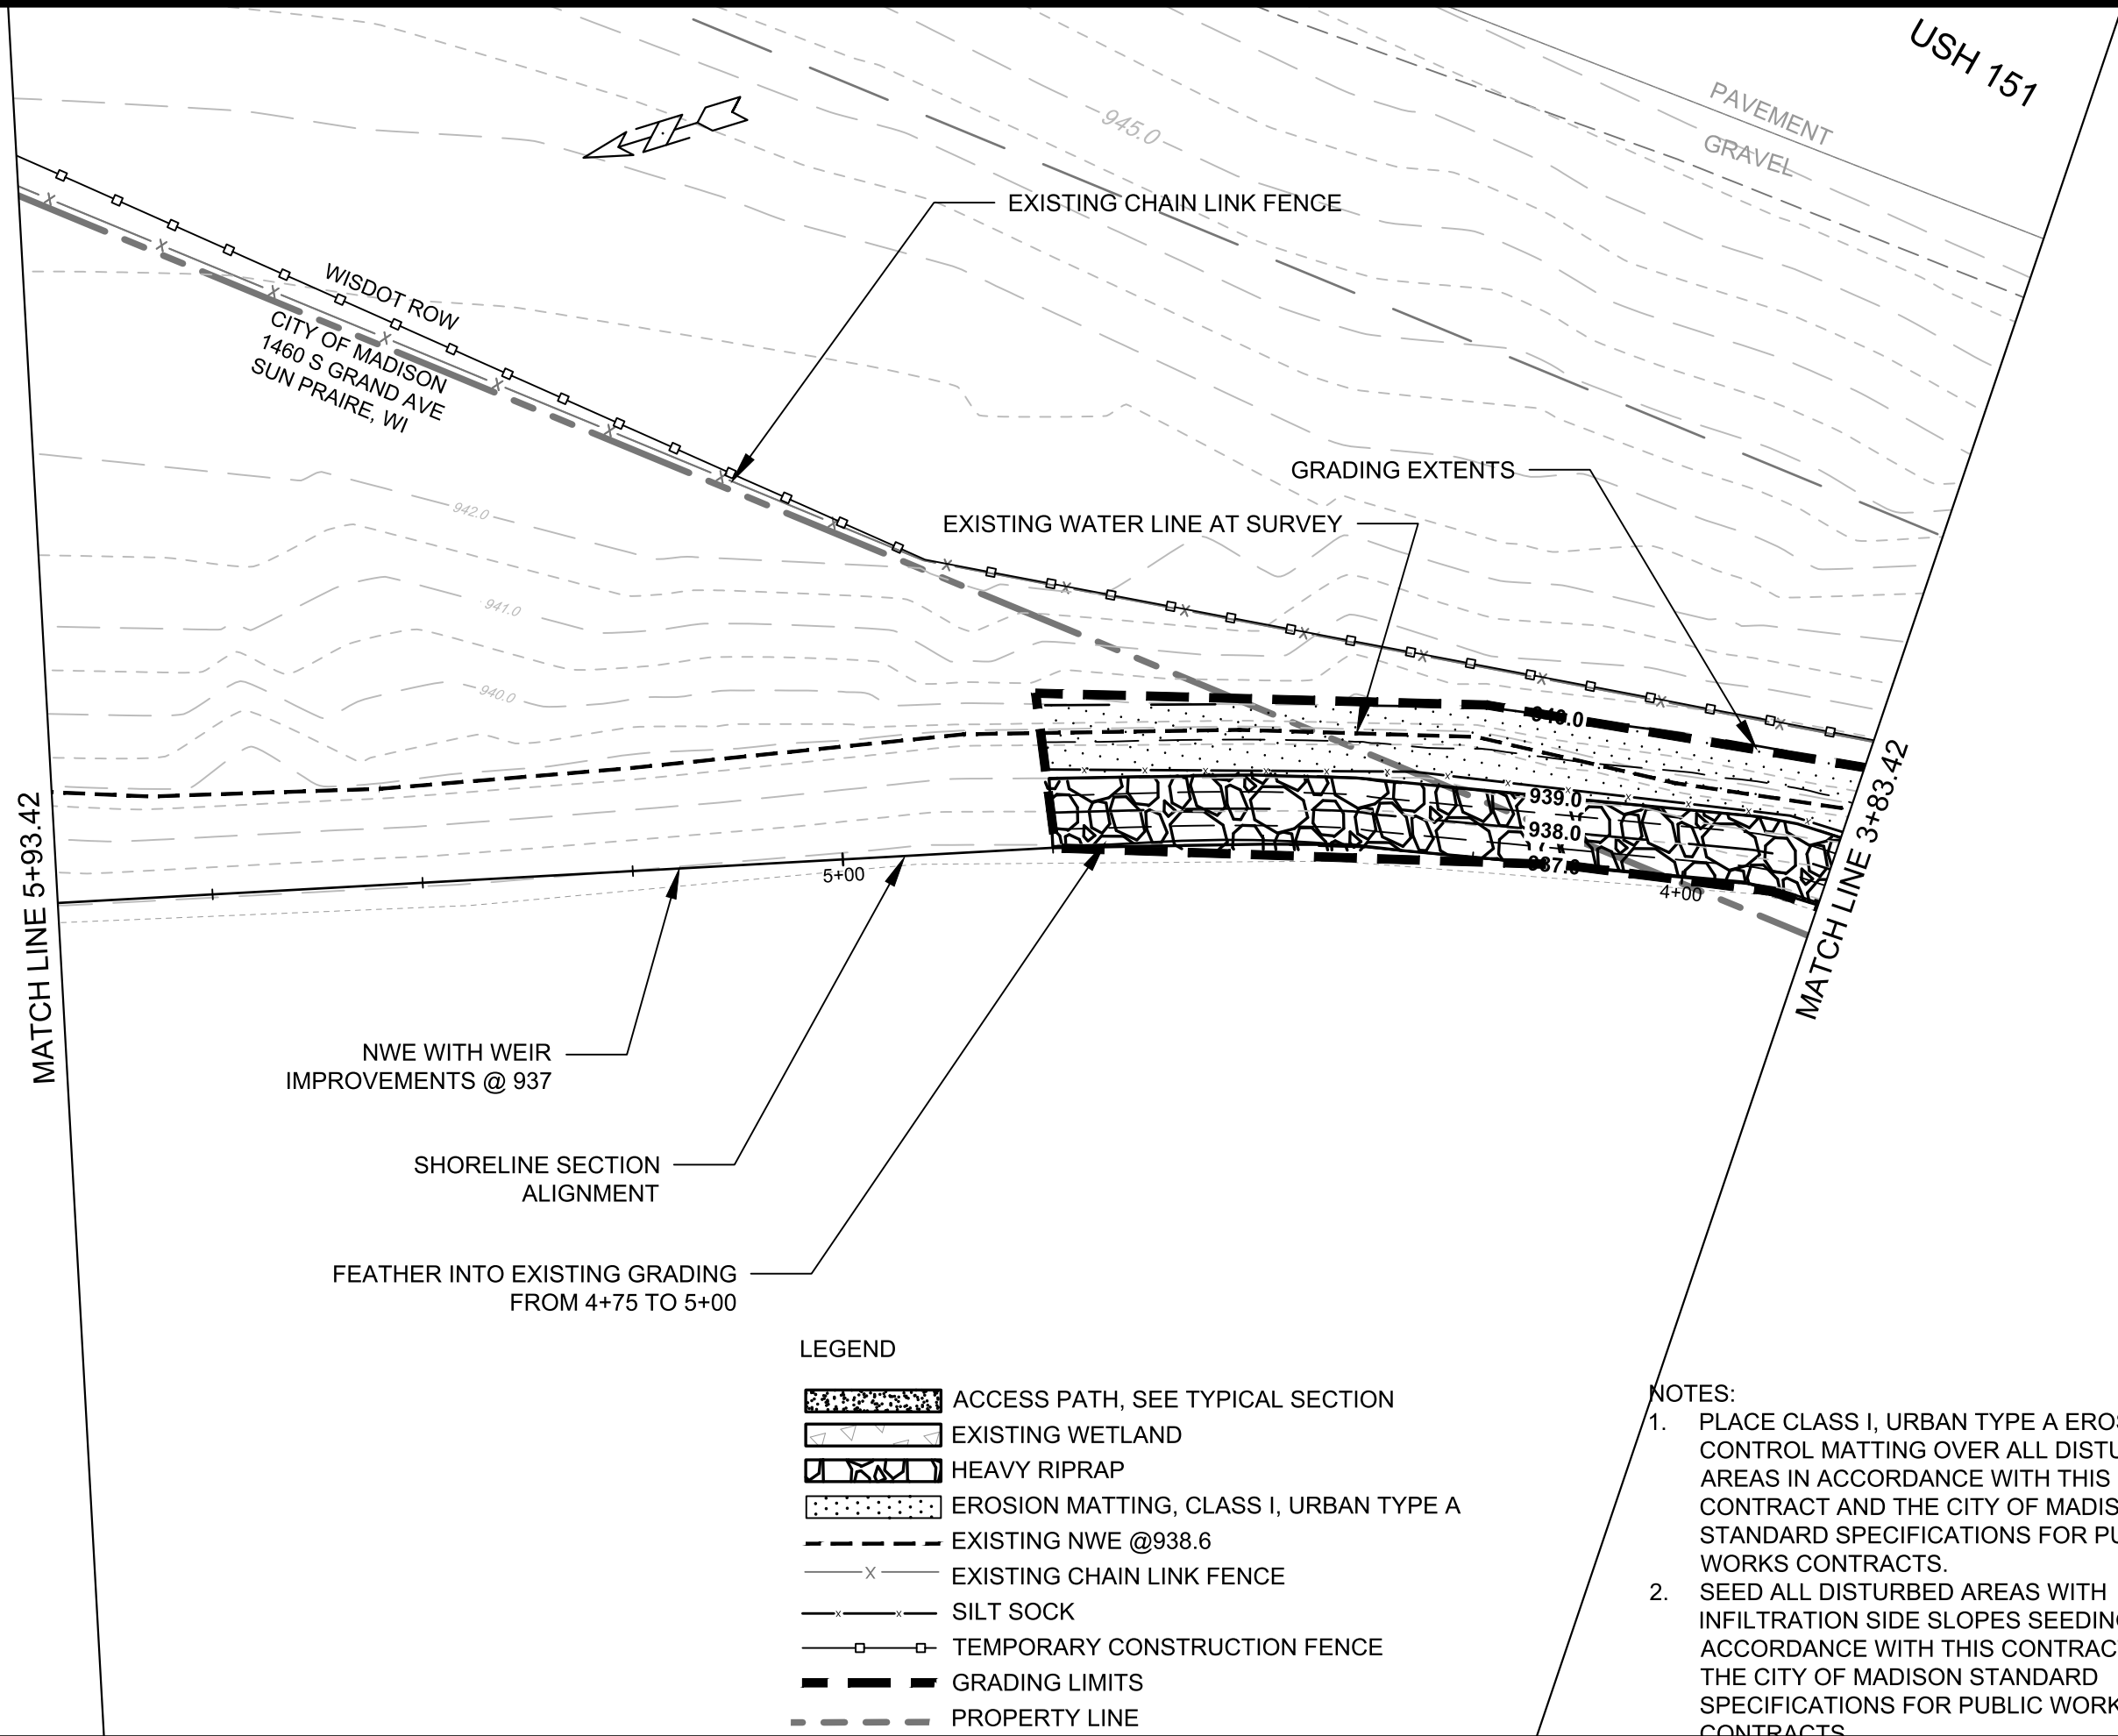 USH 151
PAVEMENT
GRAVEL
945.0
EXISTING CHAIN LINK FENCE
WISDOT ROW
CITY OF MADISON
1460 S GRAND AVE
SUN PRAIRE, WI
GRADING EXTENTS
942.0
EXISTING WATER LINE AT SURVEY
941.0
940.0
940.0
939.0
938.0
937.0
5+00
4+00
MATCH LINE 5+93.42
MATCH LINE 3+83.42
NWE WITH WEIR
IMPROVEMENTS @ 937
SHORELINE SECTION
ALIGNMENT
FEATHER INTO EXISTING GRADING
FROM 4+75 TO 5+00
LEGEND
ACCESS PATH, SEE TYPICAL SECTION
EXISTING WETLAND
HEAVY RIPRAP
EROSION MATTING, CLASS I, URBAN TYPE A
EXISTING NWE @938.6
EXISTING CHAIN LINK FENCE
SILT SOCK
TEMPORARY CONSTRUCTION FENCE
GRADING LIMITS
PROPERTY LINE
NOTES:
1. PLACE CLASS I, URBAN TYPE A EROS
CONTROL MATTING OVER ALL DISTU
AREAS IN ACCORDANCE WITH THIS
CONTRACT AND THE CITY OF MADIS
STANDARD SPECIFICATIONS FOR PU
WORKS CONTRACTS.
2. SEED ALL DISTURBED AREAS WITH
INFILTRATION SIDE SLOPES SEEDING
ACCORDANCE WITH THIS CONTRAC
THE CITY OF MADISON STANDARD
SPECIFICATIONS FOR PUBLIC WORK
CONTRACTS